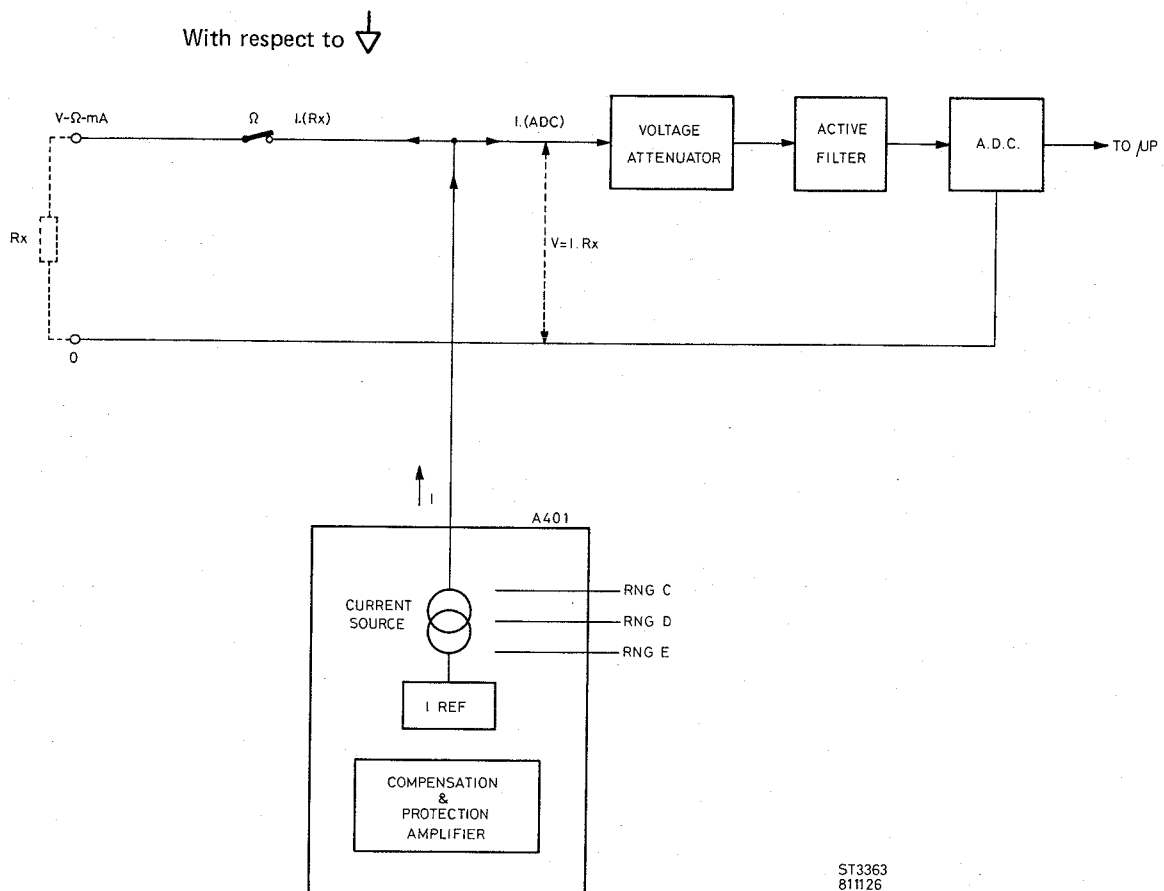 With respect to
V-Ω-mA
Ω
I.(Rx)
I.(ADC)
VOLTAGE
ATTENUATOR
ACTIVE
FILTER
A.D.C.
TO /UP
Rx
V=I.Rx
0
I
A401
CURRENT
SOURCE
RNG C
RNG D
RNG E
I REF
COMPENSATION
&
PROTECTION
AMPLIFIER
ST3363
811126